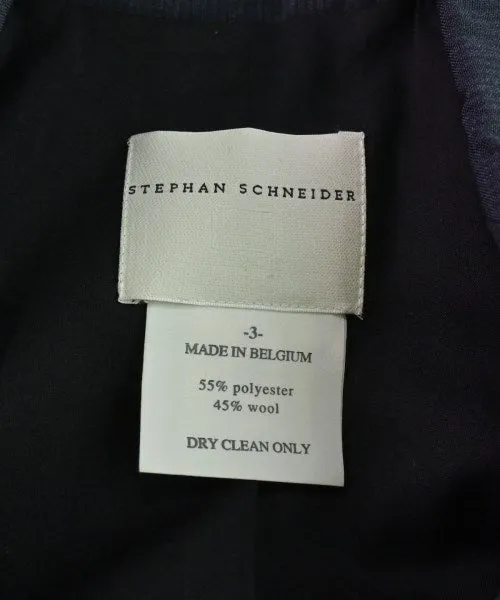 STEPHAN SCHNEIDER
-3-
MADE IN BELGIUM
55% polyester
45% wool
DRY CLEAN ONLY